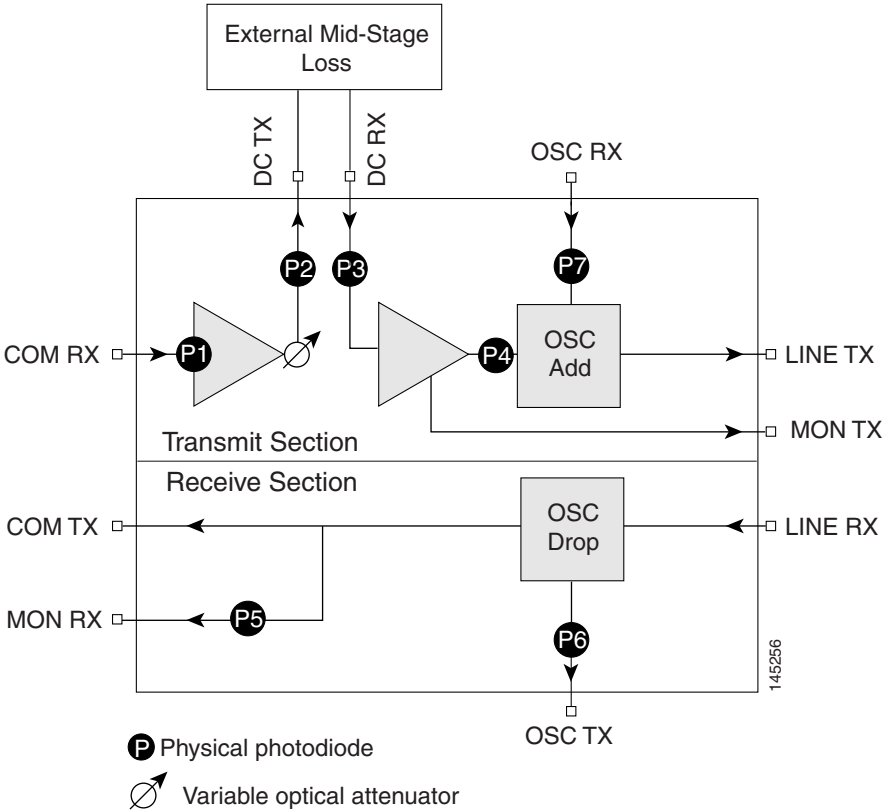 External Mid-Stage
Loss
DC TX
DC RX
OSC RX
P2
P3
P7
COM RX
P1
P4
OSC
Add
LINE TX
MON TX
Transmit Section
Receive Section
COM TX
OSC
Drop
LINE RX
MON RX
P5
P6
145256
OSC TX
P Physical photodiode
Variable optical attenuator